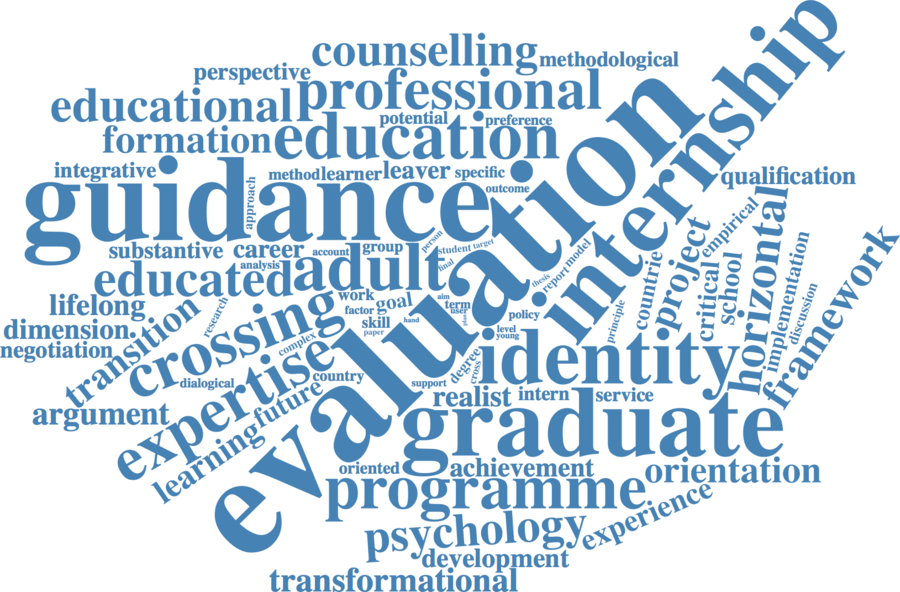 internship
counselling
methodological
perspective
professional
educational
potential
preference
formation
education
evaluation
integrative
method
learner
leaver
specific
outcome
qualification
guidance
approach
substantive
career
account
group
person
student
target
final
analysis
educated
adult
horizontal
empirical
project
countrie
critical
school
implementation
discussion
framework
model
report
thesis
principle
lifelong
dimension
negotiation
transition
research
crossing
work
factor
goal
skill
paper
hand
aim
term
user
plan
policy
level
young
complex
expertise
dialogical
country
support
degree
cross
identity
argument
learning
future
realist
intern
service
graduate
oriented
achievement
orientation
programme
psychology
experience
development
transformational